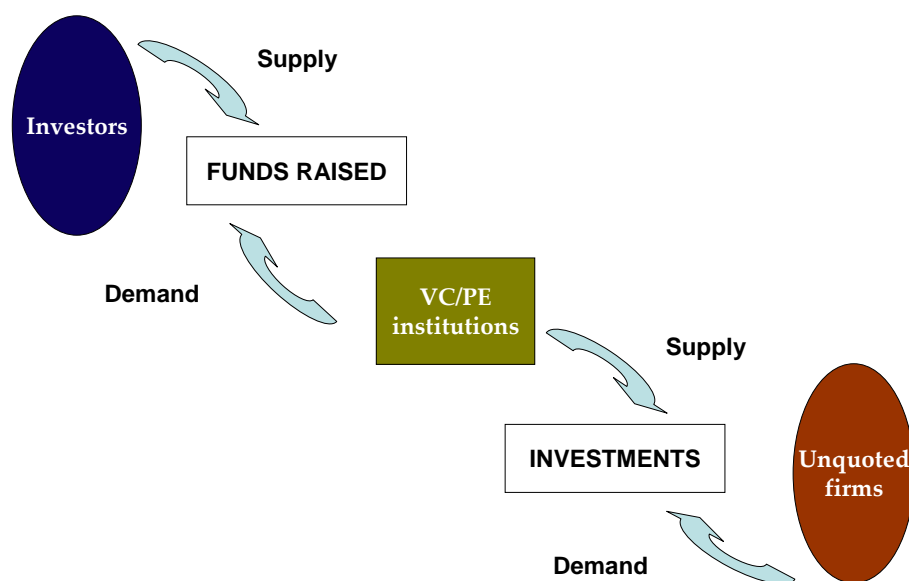 Supply
Investors
FUNDS RAISED
Demand
VC/PE
institutions
Supply
INVESTMENTS
Unquoted
firms
Demand